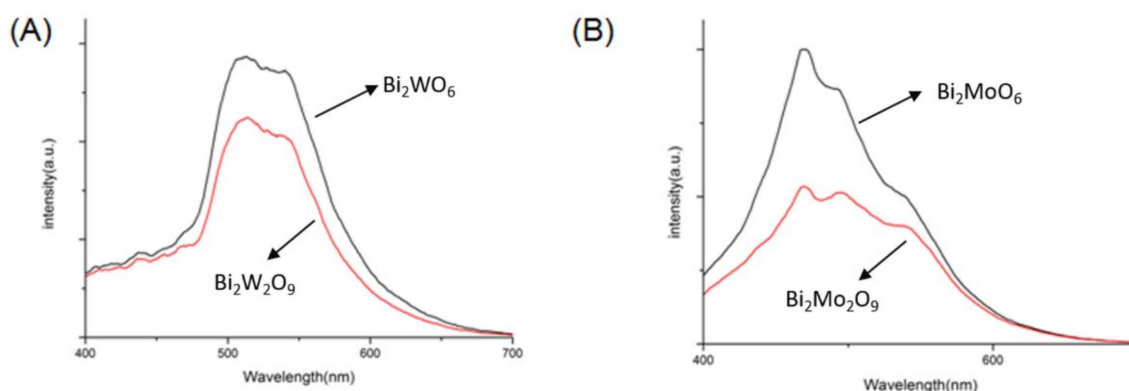 (A)
intensity(a.u.)
Bi₂WO₆
Bi₂W₂O₉
400
500
600
700
Wavelength(nm)
(B)
intensity(a.u.)
Bi₂MoO₆
Bi₂Mo₂O₉
400
600
Wavelength(nm)